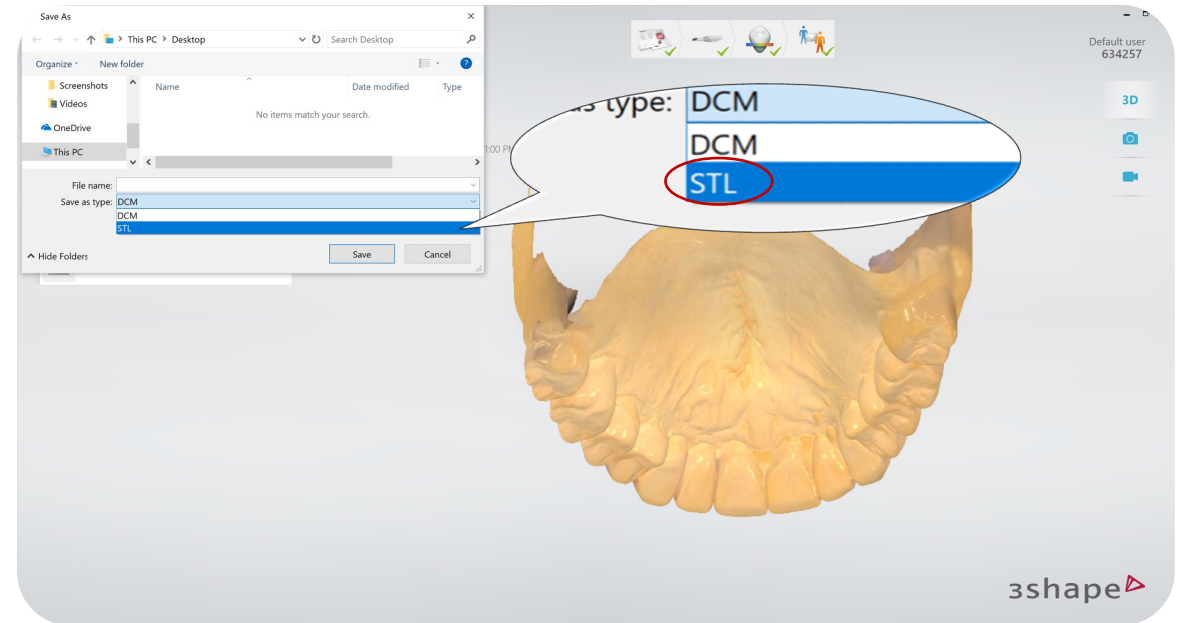 Save As
This PC > Desktop
Search Desktop
Organize
New folder
?
Screenshots
Videos
OneDrive
This PC
Name
Date modified
Type
No items match your search.
File name:
Save as type: DCM
DCM
STL
Hide Folders
Save
Cancel
as type: DCM
DCM
STL
Default user
634257
3D
3shape